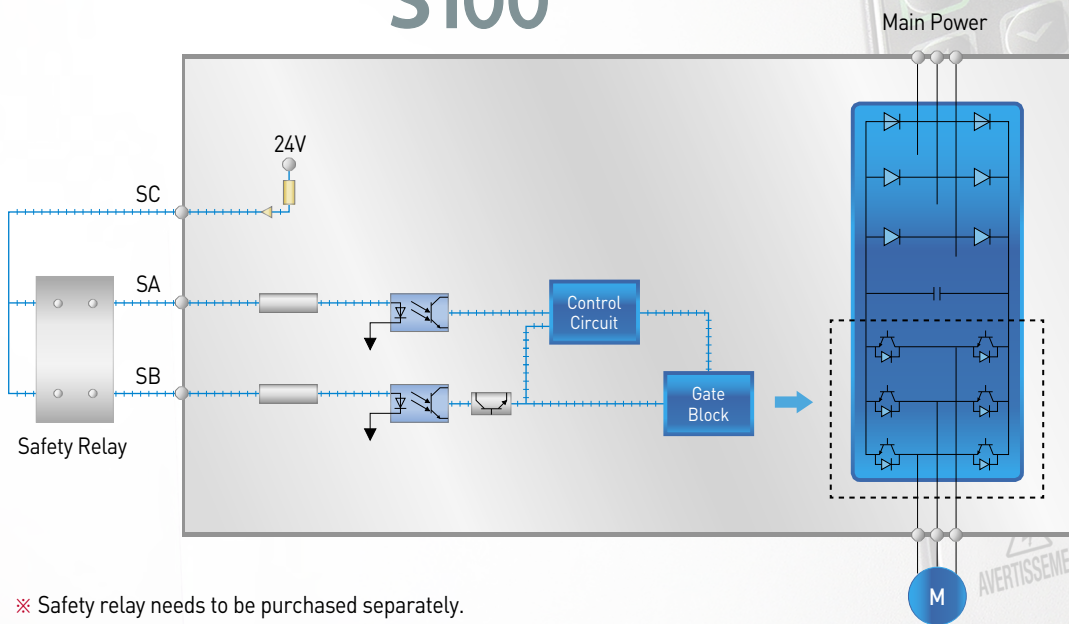 S100
Main Power
24V
SC
SA
SB
Control
Circuit
Gate
Block
Safety Relay
M
AVERTISSEME
※ Safety relay needs to be purchased separately.